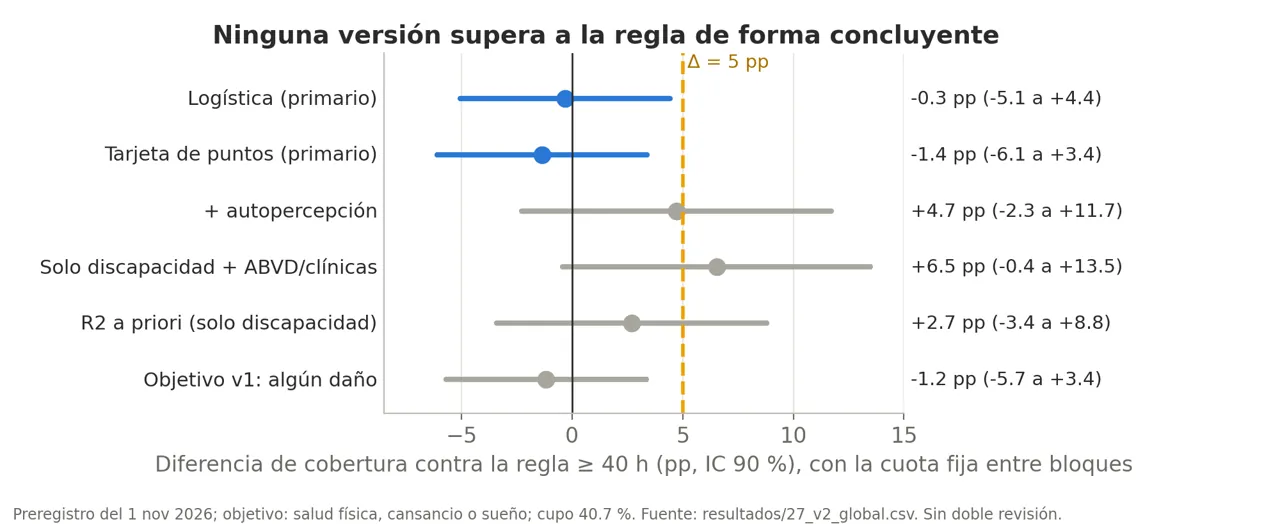 Ninguna versión supera a la regla de forma concluyente
Δ = 5 pp
Logística (primario) -0.3 pp (-5.1 a +4.4)
Tarjeta de puntos (primario) -1.4 pp (-6.1 a +3.4)
+ autopercepción +4.7 pp (-2.3 a +11.7)
Solo discapacidad + ABVD/clínicas +6.5 pp (-0.4 a +13.5)
R2 a priori (solo discapacidad) +2.7 pp (-3.4 a +8.8)
Objetivo v1: algún daño -1.2 pp (-5.7 a +3.4)
−5 0 5 10 15
Diferencia de cobertura contra la regla ≥ 40 h (pp, IC 90 %), con la cuota fija entre bloques
Preregistro del 1 nov 2026; objetivo: salud física, cansancio o sueño; cupo 40.7 %. Fuente: resultados/27_v2_global.csv. Sin doble revisión.